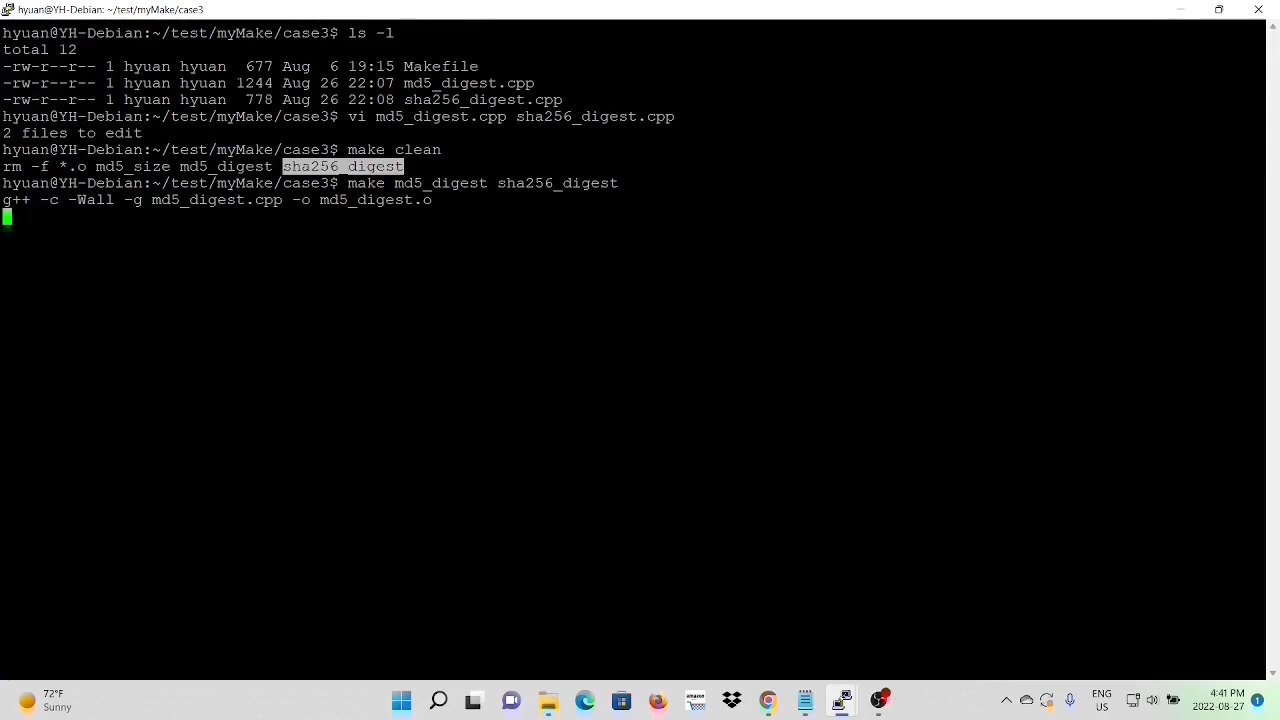 hyuan@YH-Debian: ~/test/myMake/case3
hyuan@YH-Debian:~/test/myMake/case3$ ls -l
total 12
-rw-r--r-- 1 hyuan hyuan  677 Aug  6 19:15 Makefile
-rw-r--r-- 1 hyuan hyuan 1244 Aug 26 22:07 md5_digest.cpp
-rw-r--r-- 1 hyuan hyuan  778 Aug 26 22:08 sha256_digest.cpp
hyuan@YH-Debian:~/test/myMake/case3$ vi md5_digest.cpp sha256_digest.cpp
2 files to edit
hyuan@YH-Debian:~/test/myMake/case3$ make clean
rm -f *.o md5_size md5_digest sha256_digest
hyuan@YH-Debian:~/test/myMake/case3$ make md5_digest sha256_digest
g++ -c -Wall -g md5_digest.cpp -o md5_digest.o
72°F
Sunny
amazon
ENG
US
4:41 PM
2022-08-27
1